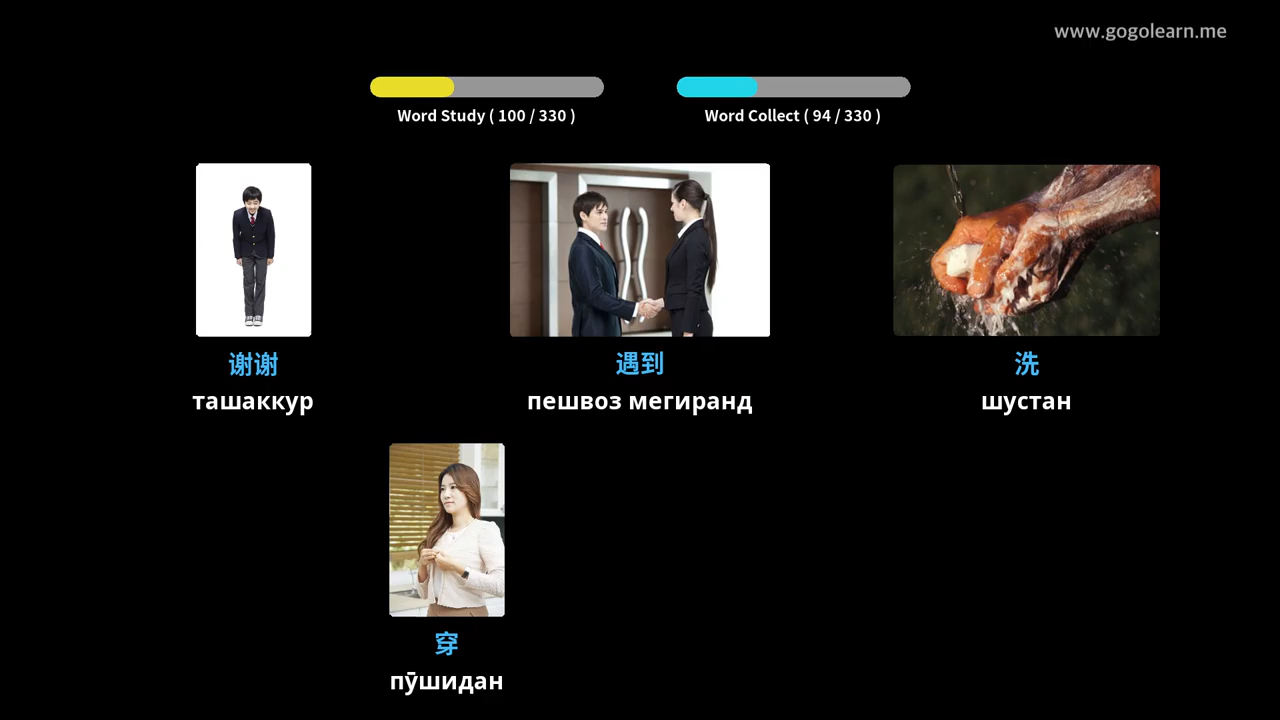 www.gogolearn.me
Word Study ( 100 / 330 )
Word Collect ( 94 / 330 )
谢谢
ташаккур
遇到
пешвоз мегиранд
洗
шустан
穿
пӯшидан